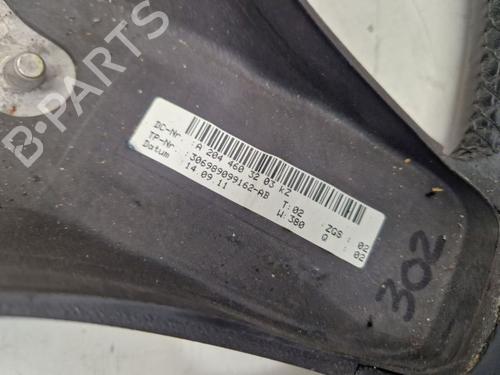 B-PARTS
DC-Nr. : A 204 460 32 03 kZ
TP-Nr. : 306989099162-AB
Datum : 14.09.11
T:02 ZGS : 02
W:380 Q : 02
302